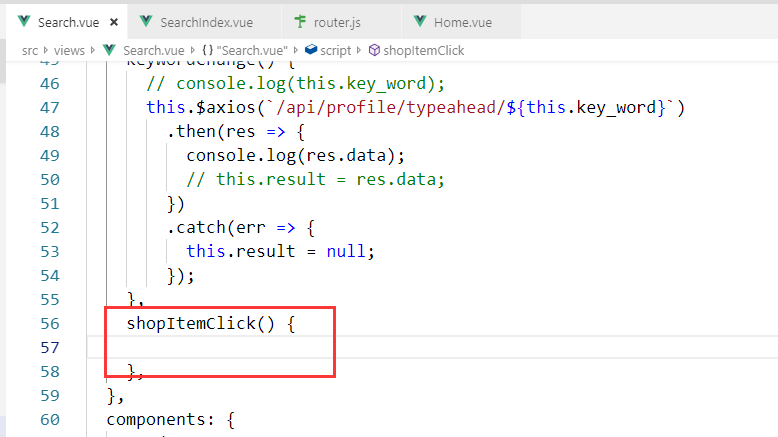 Search.vue × SearchIndex.vue router.js Home.vue
src > views > Search.vue > {} "Search.vue" > script > shopItemClick
46 // console.log(this.key_word);
47 this.$axios(`/api/profile/typeahead/${this.key_word}`)
48 .then(res => {
49 console.log(res.data);
50 // this.result = res.data;
51 })
52 .catch(err => {
53 this.result = null;
54 });
55 },
56 shopItemClick() {
57
58 },
59 },
60 components: {